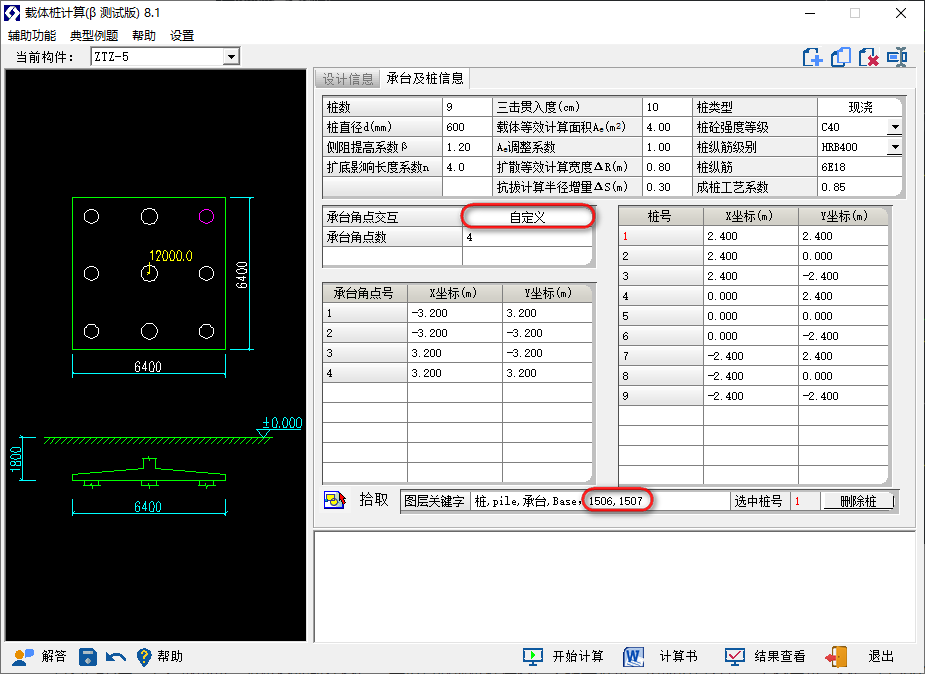 载体桩计算(β 测试版) 8.1
辅助功能 典型例题 帮助 设置
当前构件: ZTZ-5
设计信息 承台及桩信息
桩数 9 三击贯入度(cm) 10 桩类型 现浇
桩直径d(mm) 600 载体等效计算面积Ae(m²) 4.00 桩砼强度等级 C40
侧阻提高系数β 1.20 Ae调整系数 1.00 桩纵筋级别 HRB400
扩底影响长度系数n 4.0 扩散等效计算宽度ΔR(m) 0.80 桩纵筋 6E18
抗拔计算半径增量ΔS(m) 0.30 成桩工艺系数 0.85
承台角点交互 自定义
承台角点数 4
承台角点号 X坐标(m) Y坐标(m)
1 -3.200 3.200
2 -3.200 -3.200
3 3.200 -3.200
4 3.200 3.200
桩号 X坐标(m) Y坐标(m)
1 2.400 2.400
2 2.400 0.000
3 2.400 -2.400
4 0.000 2.400
5 0.000 0.000
6 0.000 -2.400
7 -2.400 2.400
8 -2.400 0.000
9 -2.400 -2.400
12000.0
6400
6400
±0.000
1800
6400
拾取 图层关键字 桩,pile,承台,Base,1506,1507 选中桩号 1 删除桩
解答 帮助 开始计算 计算书 结果查看 退出